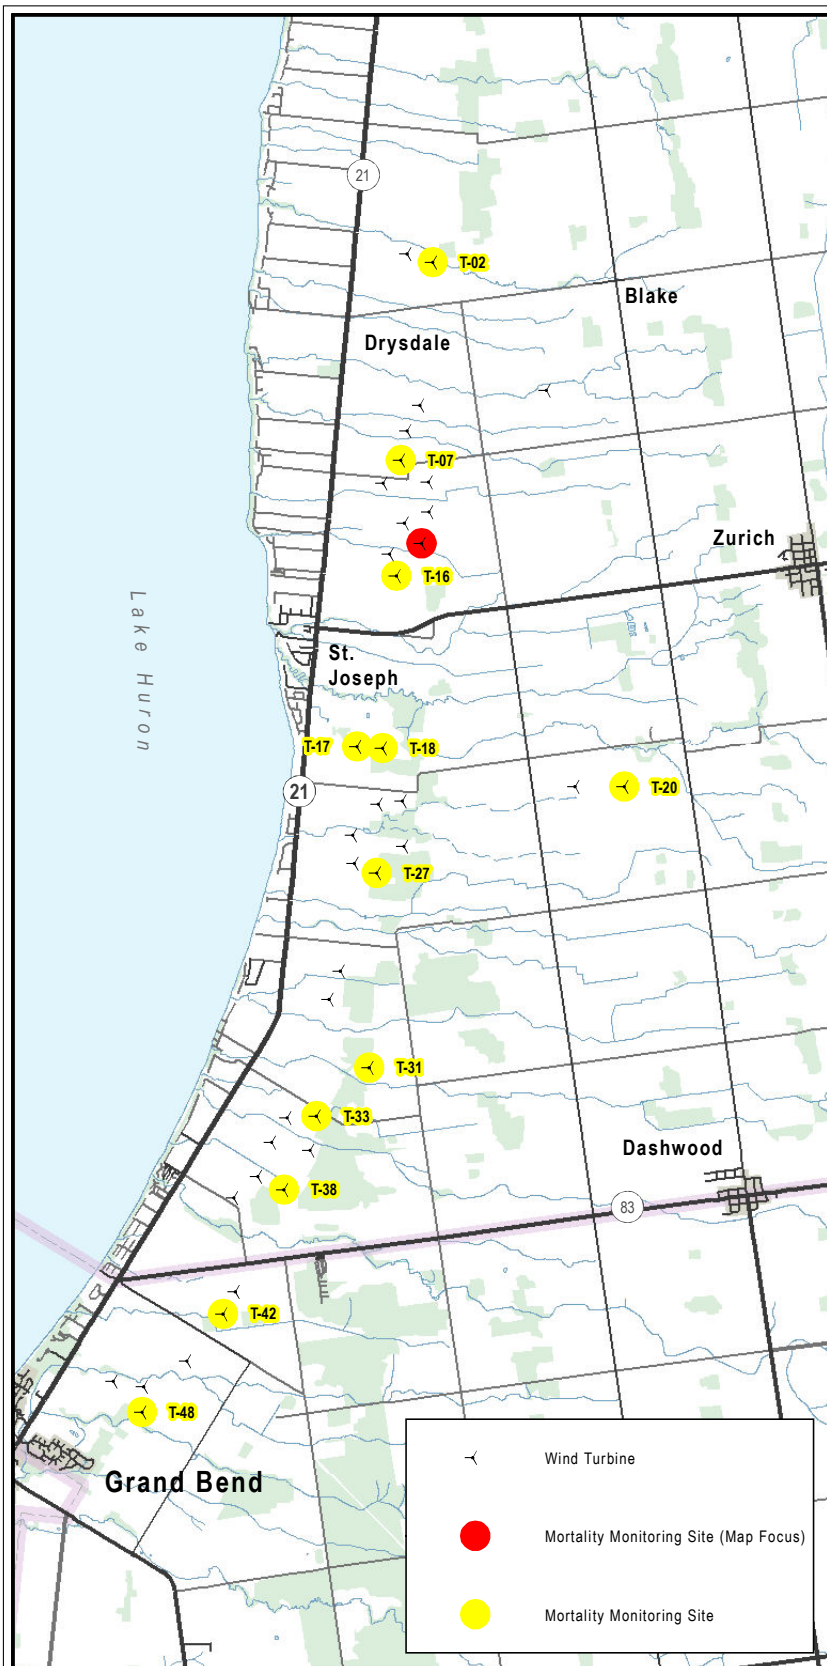 21
T-02
Blake
Drysdale
T-07
Zurich
T-16
Lake Huron
St.
Joseph
T-17
T-18
21
T-20
T-27
T-31
T-33
Dashwood
T-38
83
T-42
T-48
Grand Bend
Wind Turbine
Mortality Monitoring Site (Map Focus)
Mortality Monitoring Site